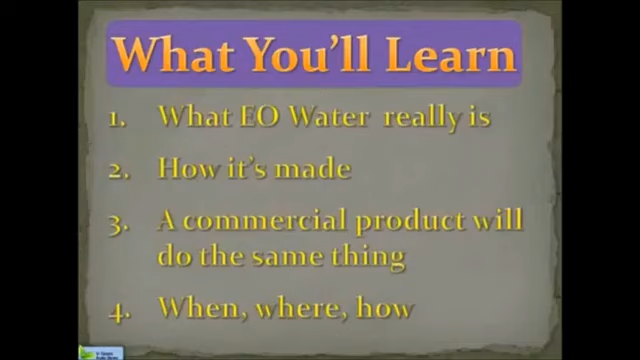 What You'll Learn
1. What EO Water really is
2. How it's made
3. A commercial product will
do the same thing
4. When, where, how